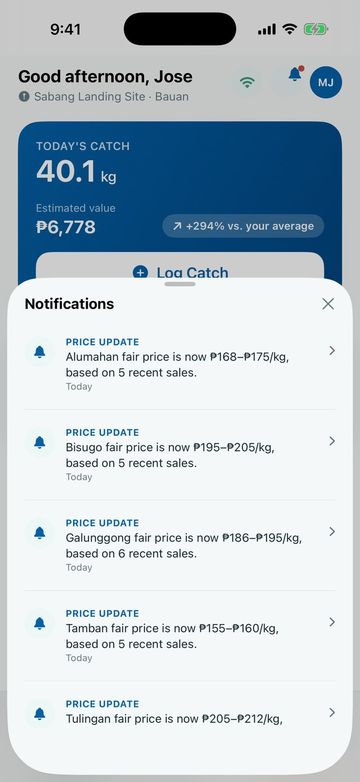 9:41
Good afternoon, Jose
Sabang Landing Site · Bauan
MJ
TODAY'S CATCH
40.1 kg
Estimated value
₱6,778
+294% vs. your average
Log Catch
Notifications
PRICE UPDATE
Alumahan fair price is now ₱168–₱175/kg,
based on 5 recent sales.
Today
PRICE UPDATE
Bisugo fair price is now ₱195–₱205/kg,
based on 5 recent sales.
Today
PRICE UPDATE
Galunggong fair price is now ₱186–₱195/kg,
based on 6 recent sales.
Today
PRICE UPDATE
Tamban fair price is now ₱155–₱160/kg,
based on 5 recent sales.
Today
PRICE UPDATE
Tulingan fair price is now ₱205–₱212/kg,